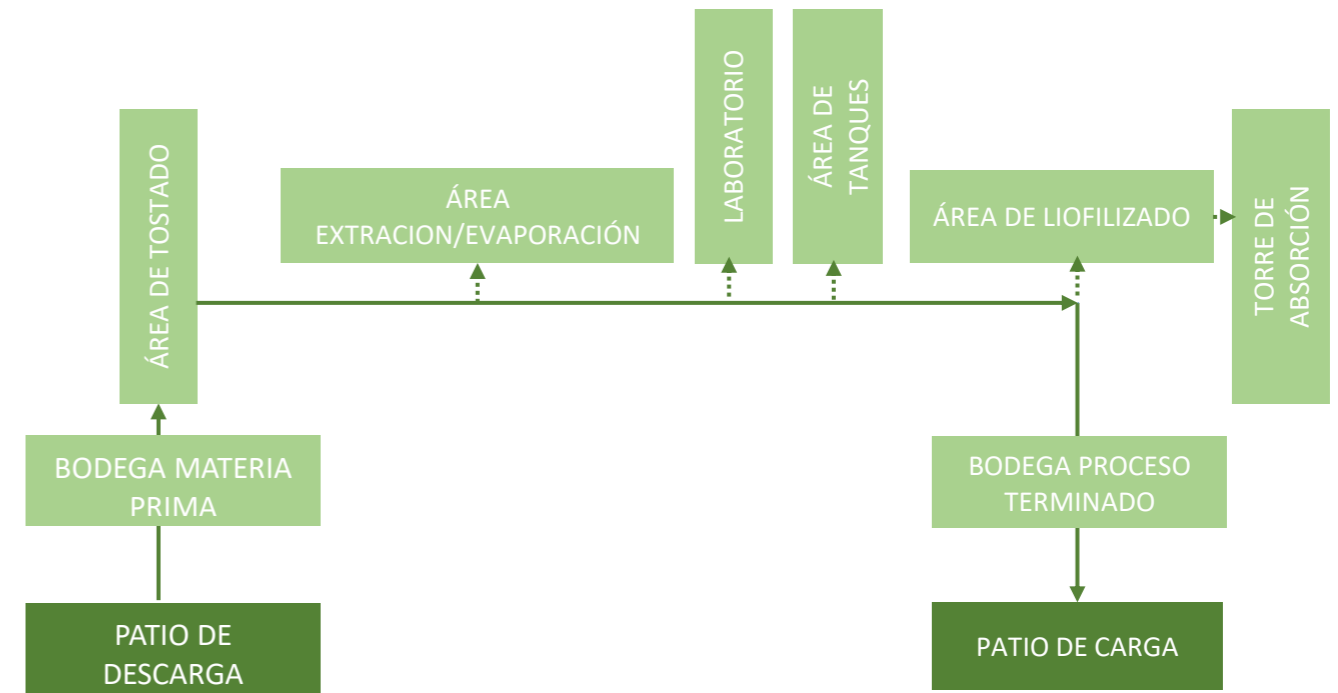 ÁREA DE TOSTADO
ÁREA
EXTRACION/EVAPORACIÓN
LABORATORIO
ÁREA DE
TANQUES
ÁREA DE LIOFILIZADO
TORRE DE
ABSORCIÓN
BODEGA MATERIA
PRIMA
BODEGA PROCESO
TERMINADO
PATIO DE
DESCARGA
PATIO DE CARGA